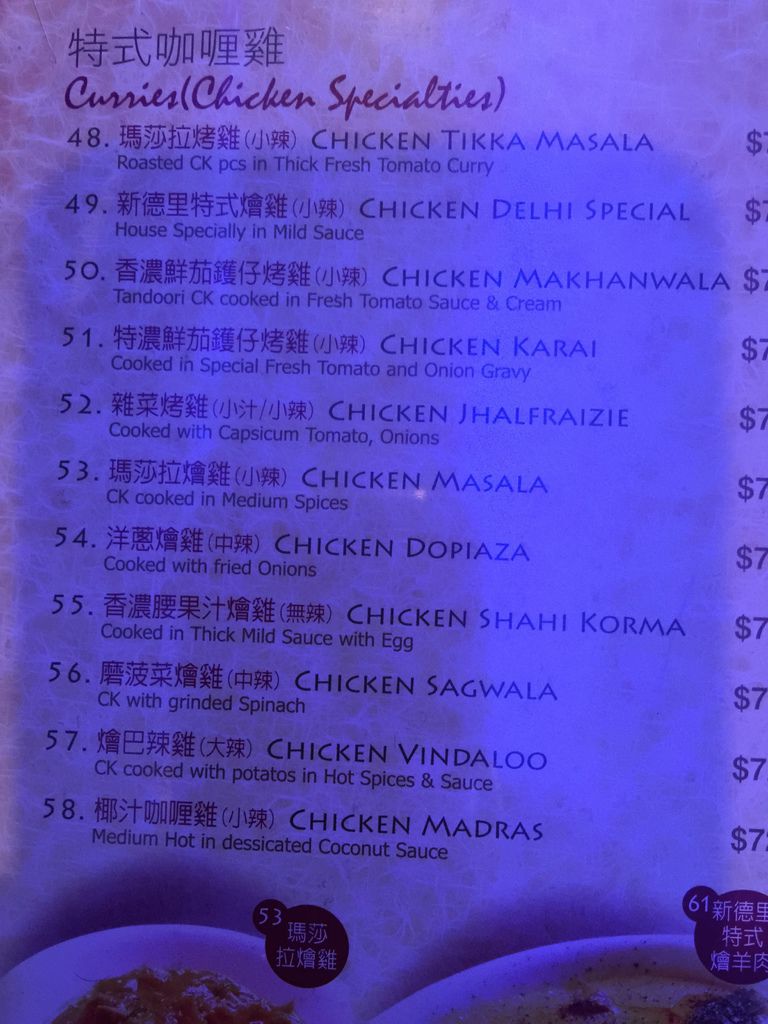 特式咖喱雞
Curries(Chicken Specialties)
48. 瑪莎拉烤雞(小辣) CHICKEN TIKKA MASALA $7
Roasted CK pcs in Thick Fresh Tomato Curry
49. 新德里特式燴雞(小辣) CHICKEN DELHI SPECIAL $7
House Specially in Mild Sauce
50. 香濃鮮茄鑊仔烤雞(小辣) CHICKEN MAKHANWALA $7
Tandoori CK cooked in Fresh Tomato Sauce & Cream
51. 特濃鮮茄鑊仔烤雞(小辣) CHICKEN KARAI $7
Cooked in Special Fresh Tomato and Onion Gravy
52. 雜菜烤雞(小汁/小辣) CHICKEN JHALFRAIZIE $7
Cooked with Capsicum Tomato, Onions
53. 瑪莎拉燴雞(小辣) CHICKEN MASALA $7
CK cooked in Medium Spices
54. 洋蔥燴雞(中辣) CHICKEN DOPIAZA $7
Cooked with fried Onions
55. 香濃腰果汁燴雞(無辣) CHICKEN SHAHI KORMA $7
Cooked in Thick Mild Sauce with Egg
56. 磨菠菜燴雞(中辣) CHICKEN SAGWALA $7
CK with grinded Spinach
57. 燴巴辣雞(大辣) CHICKEN VINDALOO $7
CK cooked with potatos in Hot Spices & Sauce
58. 椰汁咖喱雞(小辣) CHICKEN MADRAS $72
Medium Hot in dessicated Coconut Sauce
53 瑪莎
拉燴雞
61 新德里
特式
燴羊肉